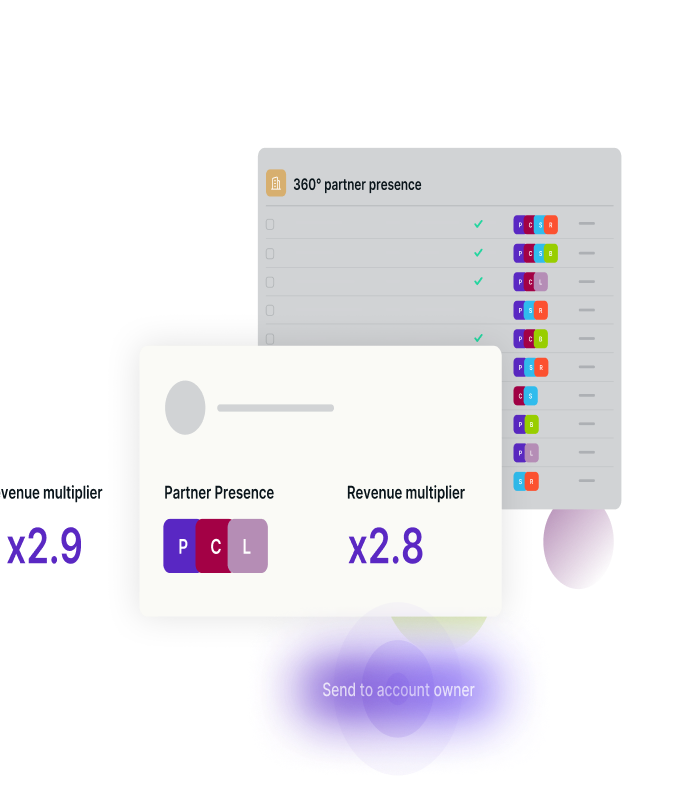 360° partner presence
P C S R
P C S B
P C L
P S R
P C B
P S R
C S
P B
P L
S R
Partner Presence
Revenue multiplier
P C L
x2.8
venue multiplier
x2.9
Send to account owner